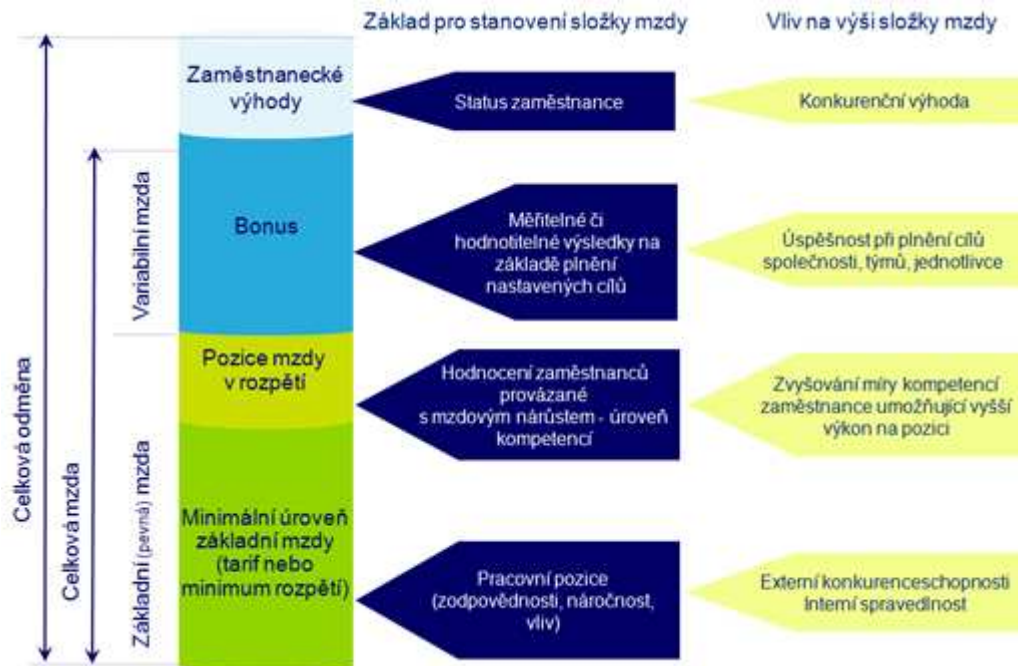 Základ pro stanovení složky mzdy
Vliv na výši složky mzdy
Celková odměna
Celková mzda
Variabilní mzda
Základní (pevná) mzda
Zaměstnanecké
výhody
Status zaměstnance
Konkurenční výhoda
Bonus
Měřitelné či
hodnotitelné výsledky na
základě plnění
nastavených cílů
Úspěšnost při plnění cílů
společnosti, týmů, jednotlivce
Pozice mzdy
v rozpětí
Hodnocení zaměstnanců
provázané
s mzdovým nárůstem - úroveň
kompetencí
Zvyšování míry kompetencí
zaměstnance umožňující vyšší
výkon na pozici
Minimální úroveň
základní mzdy
(tarif nebo
minimum rozpětí)
Pracovní pozice
(zodpovědnosti, náročnost,
vliv)
Externí konkurenceschopnosti
Interní spravedlnost